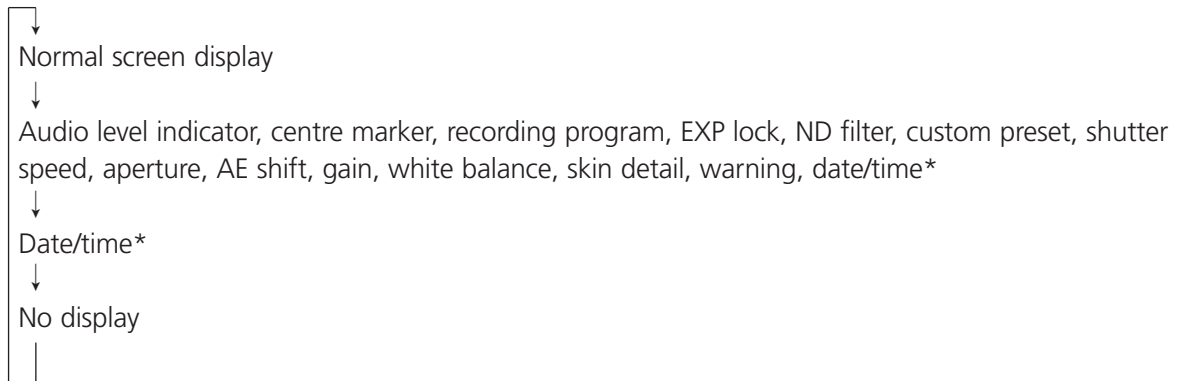 Normal screen display
Audio level indicator, centre marker, recording program, EXP lock, ND filter, custom preset, shutter
speed, aperture, AE shift, gain, white balance, skin detail, warning, date/time*
Date/time*
No display